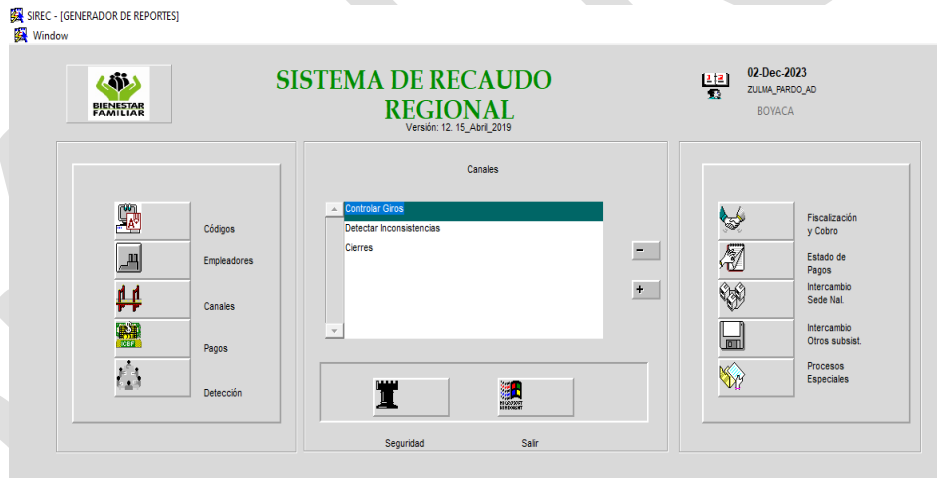 SIREC - [GENERADOR DE REPORTES]
Window
BIENESTAR
FAMILIAR
SISTEMA DE RECAUDO
REGIONAL
Versión: 12. 15_Abril_2019
02-Dec-2023
ZULMA_PARDO_AD
BOYACA
Códigos
Empleadores
Canales
Pagos
Detección
Canales
Controlar Giros
Detectar Inconsistencias
Cierres
-
+
Seguridad
Salir
Fiscalización
y Cobro
Estado de
Pagos
Intercambio
Sede Nal.
Intercambio
Otros subsist.
Procesos
Especiales